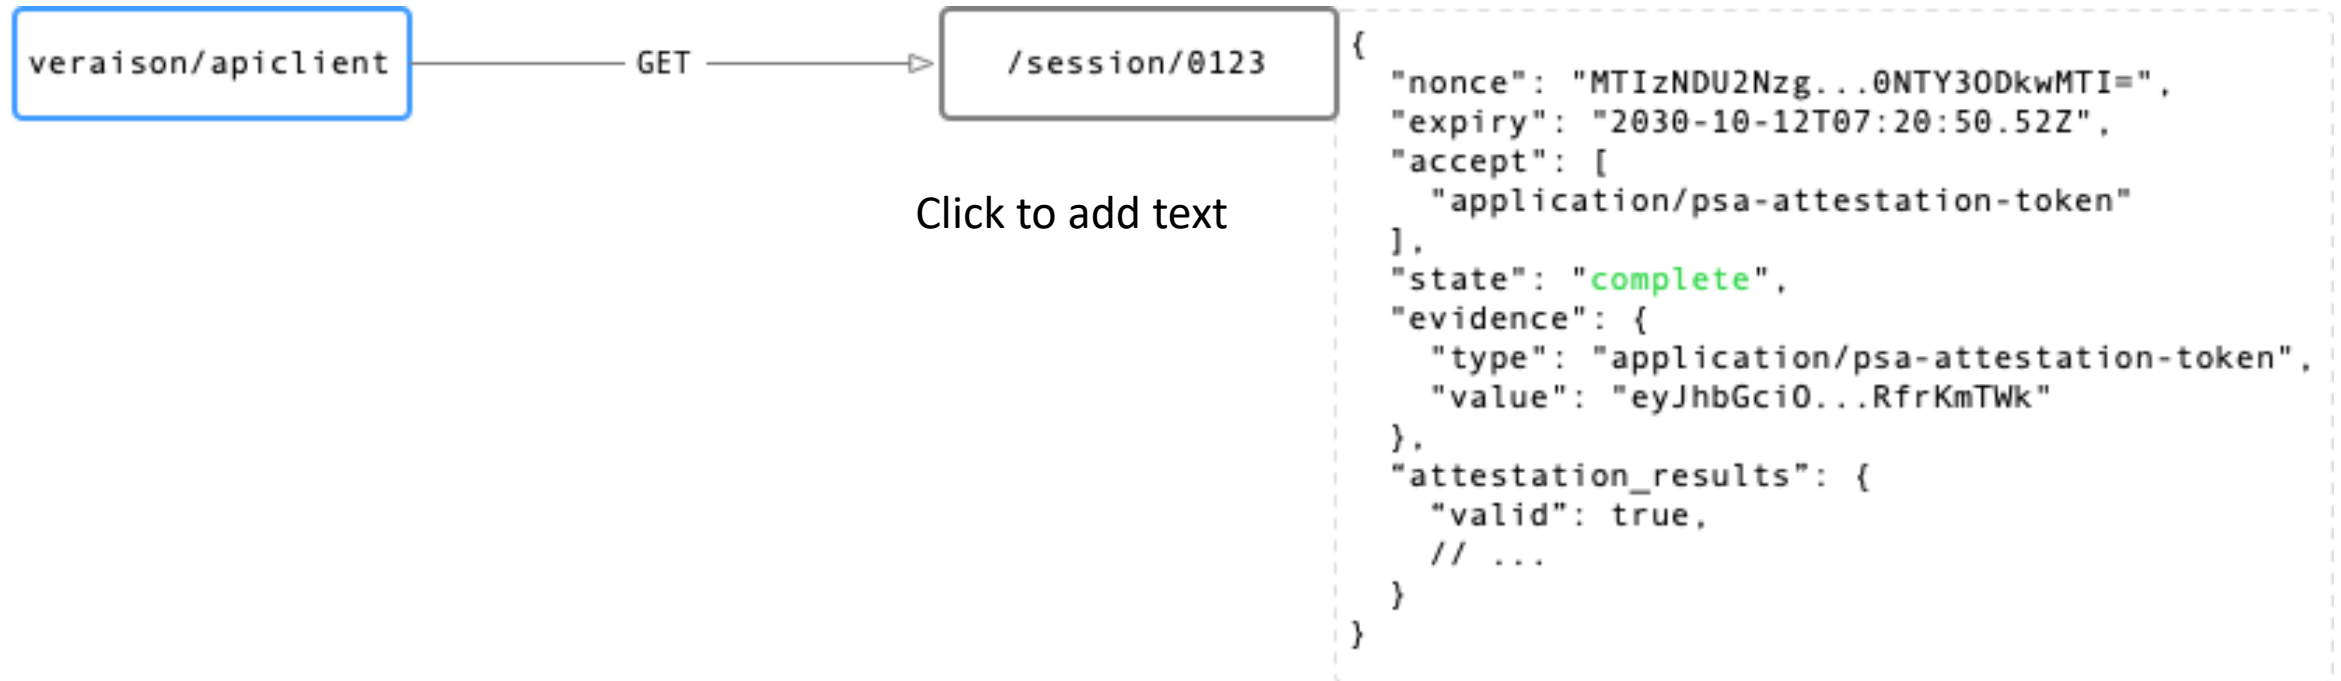 veraison/apiclient
GET
/session/0123
Click to add text
{
  "nonce": "MTIzNDU2Nzg...0NTY3ODkwMTI=",
  "expiry": "2030-10-12T07:20:50.52Z",
  "accept": [
    "application/psa-attestation-token"
  ],
  "state": "complete",
  "evidence": {
    "type": "application/psa-attestation-token",
    "value": "eyJhbGciO...RfrKmTWk"
  },
  “attestation_results”: {
    “valid”: true,
    // ...
  }
}